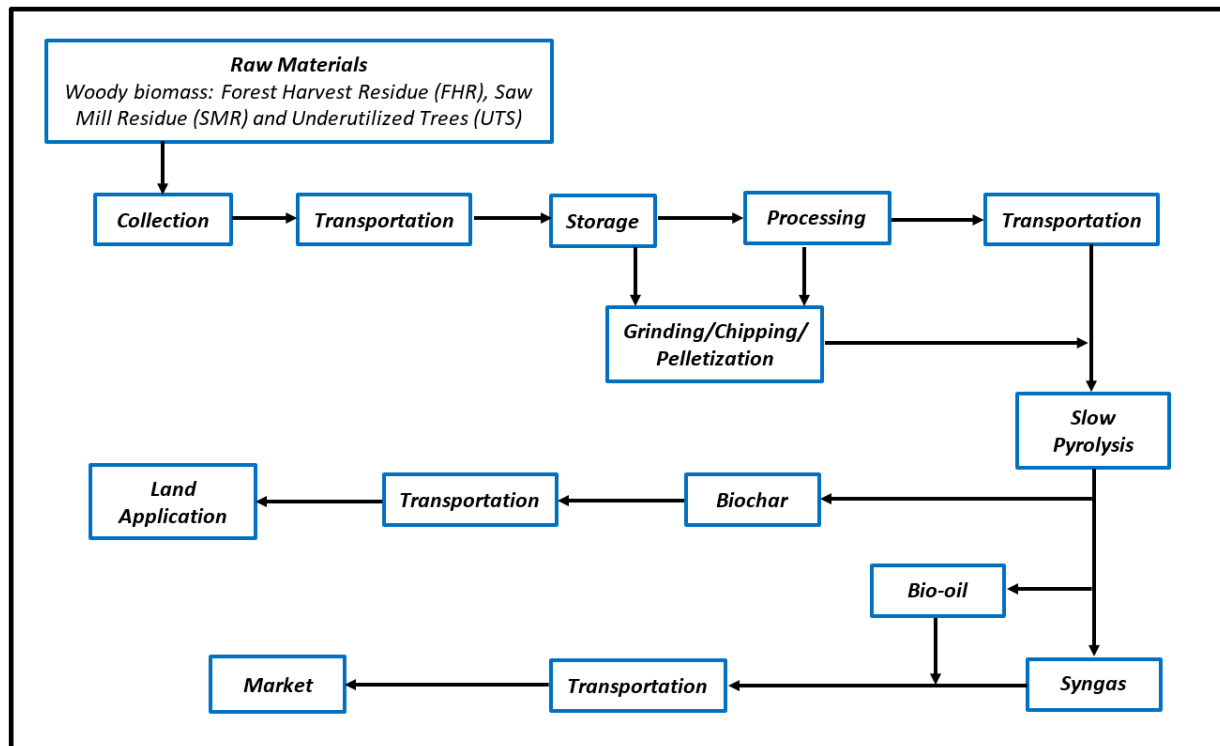 Raw Materials
Woody biomass: Forest Harvest Residue (FHR), Saw
Mill Residue (SMR) and Underutilized Trees (UTS)
Collection
Transportation
Storage
Processing
Transportation
Grinding/Chipping/
Pelletization
Slow
Pyrolysis
Land
Application
Transportation
Biochar
Bio-oil
Market
Transportation
Syngas